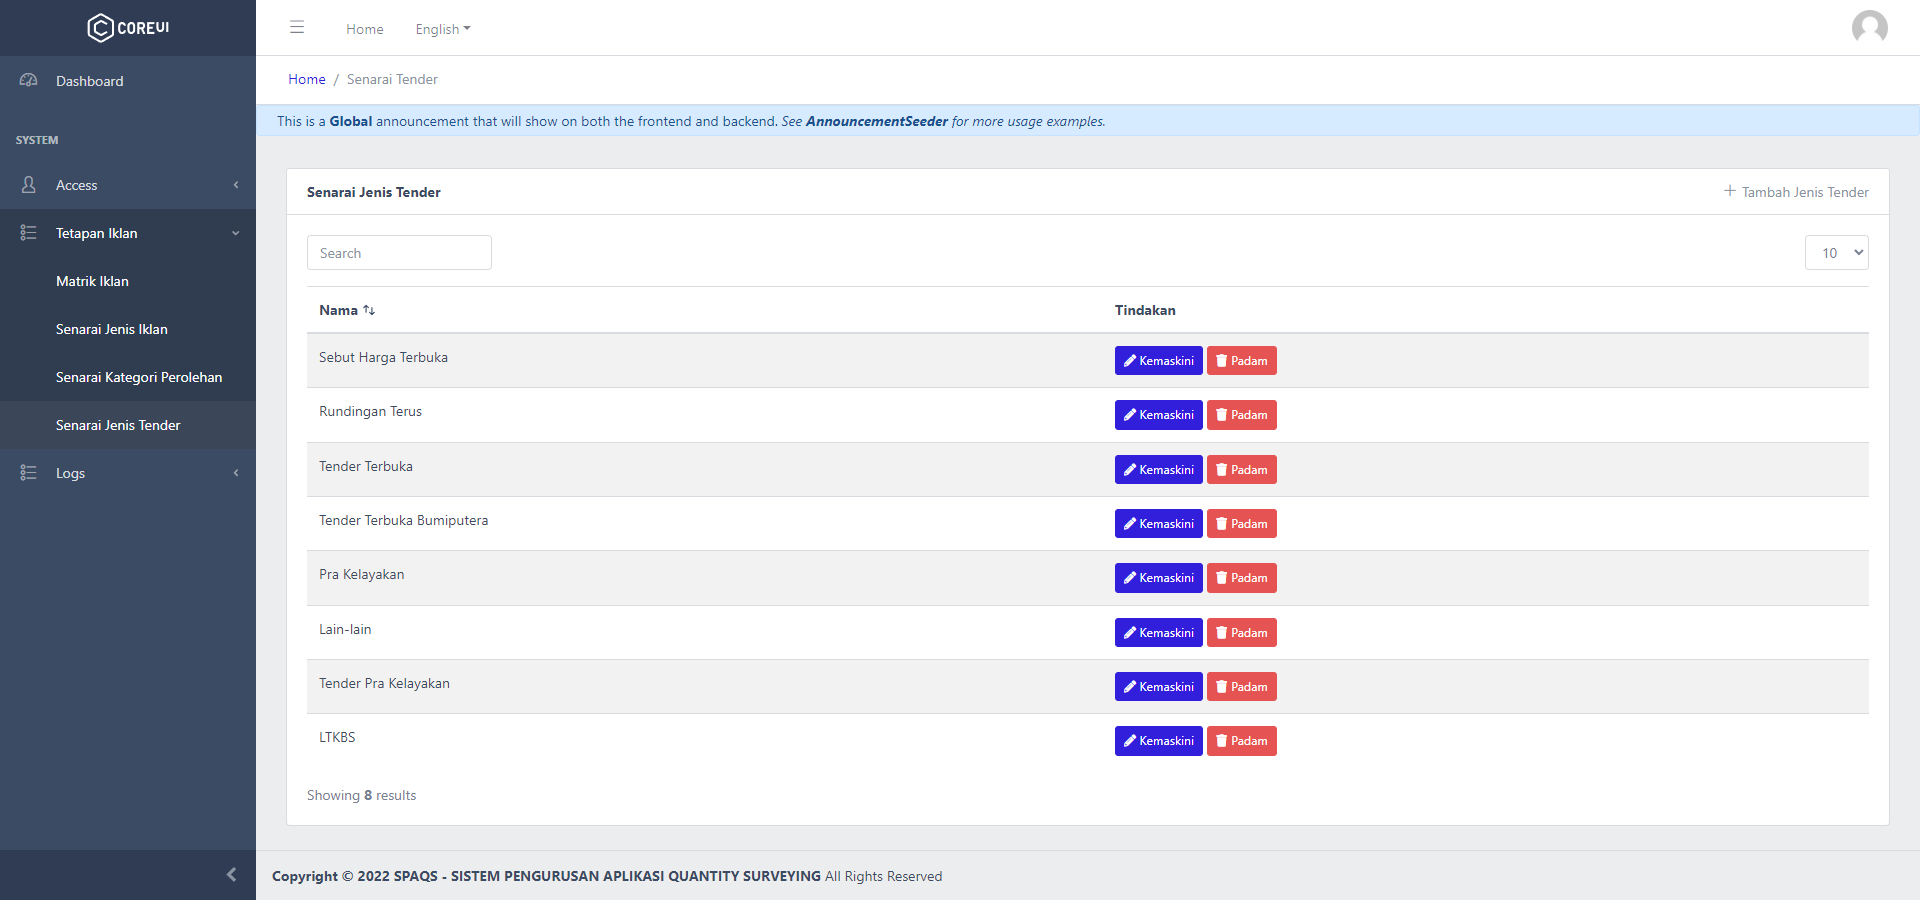 COREUI
Home
English
Dashboard
Home / Senarai Tender
This is a Global announcement that will show on both the frontend and backend. See AnnouncementSeeder for more usage examples.
SYSTEM
Access
Tetapan Iklan
Matrik Iklan
Senarai Jenis Iklan
Senarai Kategori Perolehan
Senarai Jenis Tender
Logs
Senarai Jenis Tender
Tambah Jenis Tender
Search
10
Nama Tindakan
Sebut Harga Terbuka Kemaskini Padam
Rundingan Terus Kemaskini Padam
Tender Terbuka Kemaskini Padam
Tender Terbuka Bumiputera Kemaskini Padam
Pra Kelayakan Kemaskini Padam
Lain-lain Kemaskini Padam
Tender Pra Kelayakan Kemaskini Padam
LTKBS Kemaskini Padam
Showing 8 results
Copyright © 2022 SPAQS - SISTEM PENGURUSAN APLIKASI QUANTITY SURVEYING All Rights Reserved